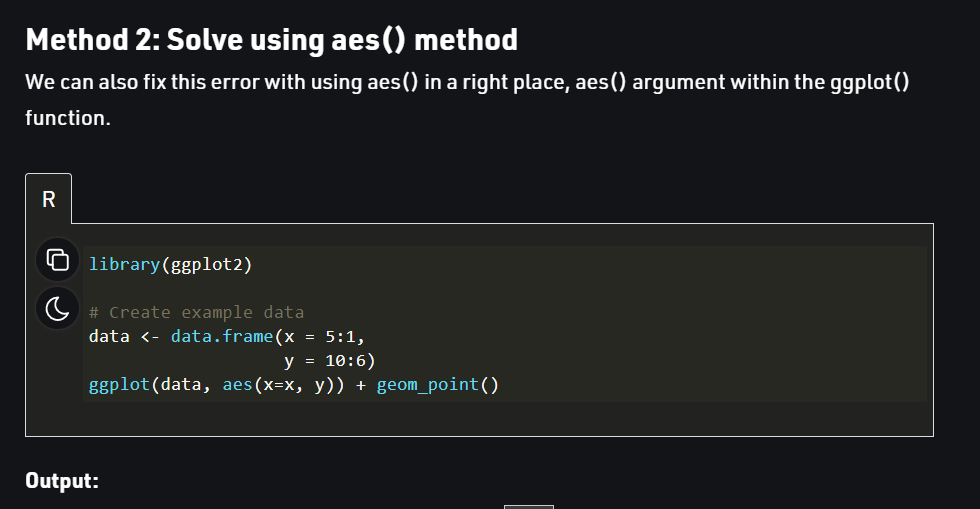 Method 2: Solve using aes() method
We can also fix this error with using aes() in a right place, aes() argument within the ggplot()
function.
R
library(ggplot2)
# Create example data
data <- data.frame(x = 5:1,
                   y = 10:6)
ggplot(data, aes(x=x, y)) + geom_point()
Output: